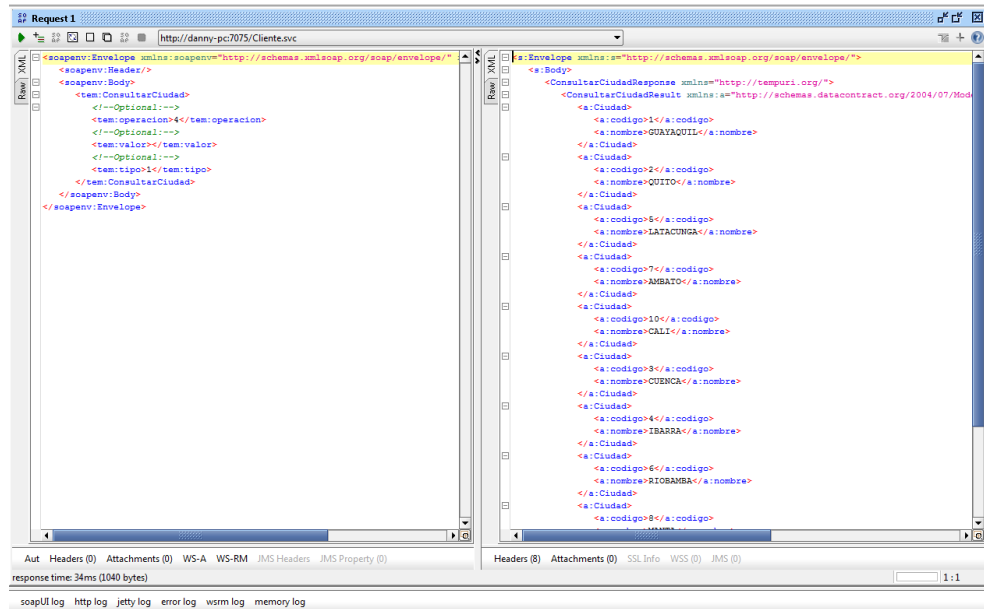 Request 1
http://danny-pc:7075/Cliente.svc
XML
Raw
<soapenv:Envelope xmlns:soapenv="http://schemas.xmlsoap.org/soap/envelope/"
<soapenv:Header/>
<soapenv:Body>
<tem:ConsultarCiudad>
<!--Optional:-->
<tem:operacion>4</tem:operacion>
<!--Optional:-->
<tem:valor></tem:valor>
<!--Optional:-->
<tem:tipo>1</tem:tipo>
</tem:ConsultarCiudad>
</soapenv:Body>
</soapenv:Envelope>
XML
Raw
<s:Envelope xmlns:s="http://schemas.xmlsoap.org/soap/envelope/">
<s:Body>
<ConsultarCiudadResponse xmlns="http://tempuri.org/">
<ConsultarCiudadResult xmlns:a="http://schemas.datacontract.org/2004/07/Mode
<a:Ciudad>
<a:codigo>1</a:codigo>
<a:nombre>GUAYAQUIL</a:nombre>
</a:Ciudad>
<a:Ciudad>
<a:codigo>2</a:codigo>
<a:nombre>QUITO</a:nombre>
</a:Ciudad>
<a:Ciudad>
<a:codigo>5</a:codigo>
<a:nombre>LATACUNGA</a:nombre>
</a:Ciudad>
<a:Ciudad>
<a:codigo>7</a:codigo>
<a:nombre>AMBATO</a:nombre>
</a:Ciudad>
<a:Ciudad>
<a:codigo>10</a:codigo>
<a:nombre>CALI</a:nombre>
</a:Ciudad>
<a:Ciudad>
<a:codigo>3</a:codigo>
<a:nombre>CUENCA</a:nombre>
</a:Ciudad>
<a:Ciudad>
<a:codigo>4</a:codigo>
<a:nombre>IBARRA</a:nombre>
</a:Ciudad>
<a:Ciudad>
<a:codigo>6</a:codigo>
<a:nombre>RIOBAMBA</a:nombre>
</a:Ciudad>
<a:Ciudad>
<a:codigo>8</a:codigo>
Aut Headers (0) Attachments (0) WS-A WS-RM JMS Headers JMS Property (0)
Headers (8) Attachments (0) SSL Info WSS (0) JMS (0)
response time: 34ms (1040 bytes)
1 : 1
soapUI log http log jetty log error log wsrm log memory log